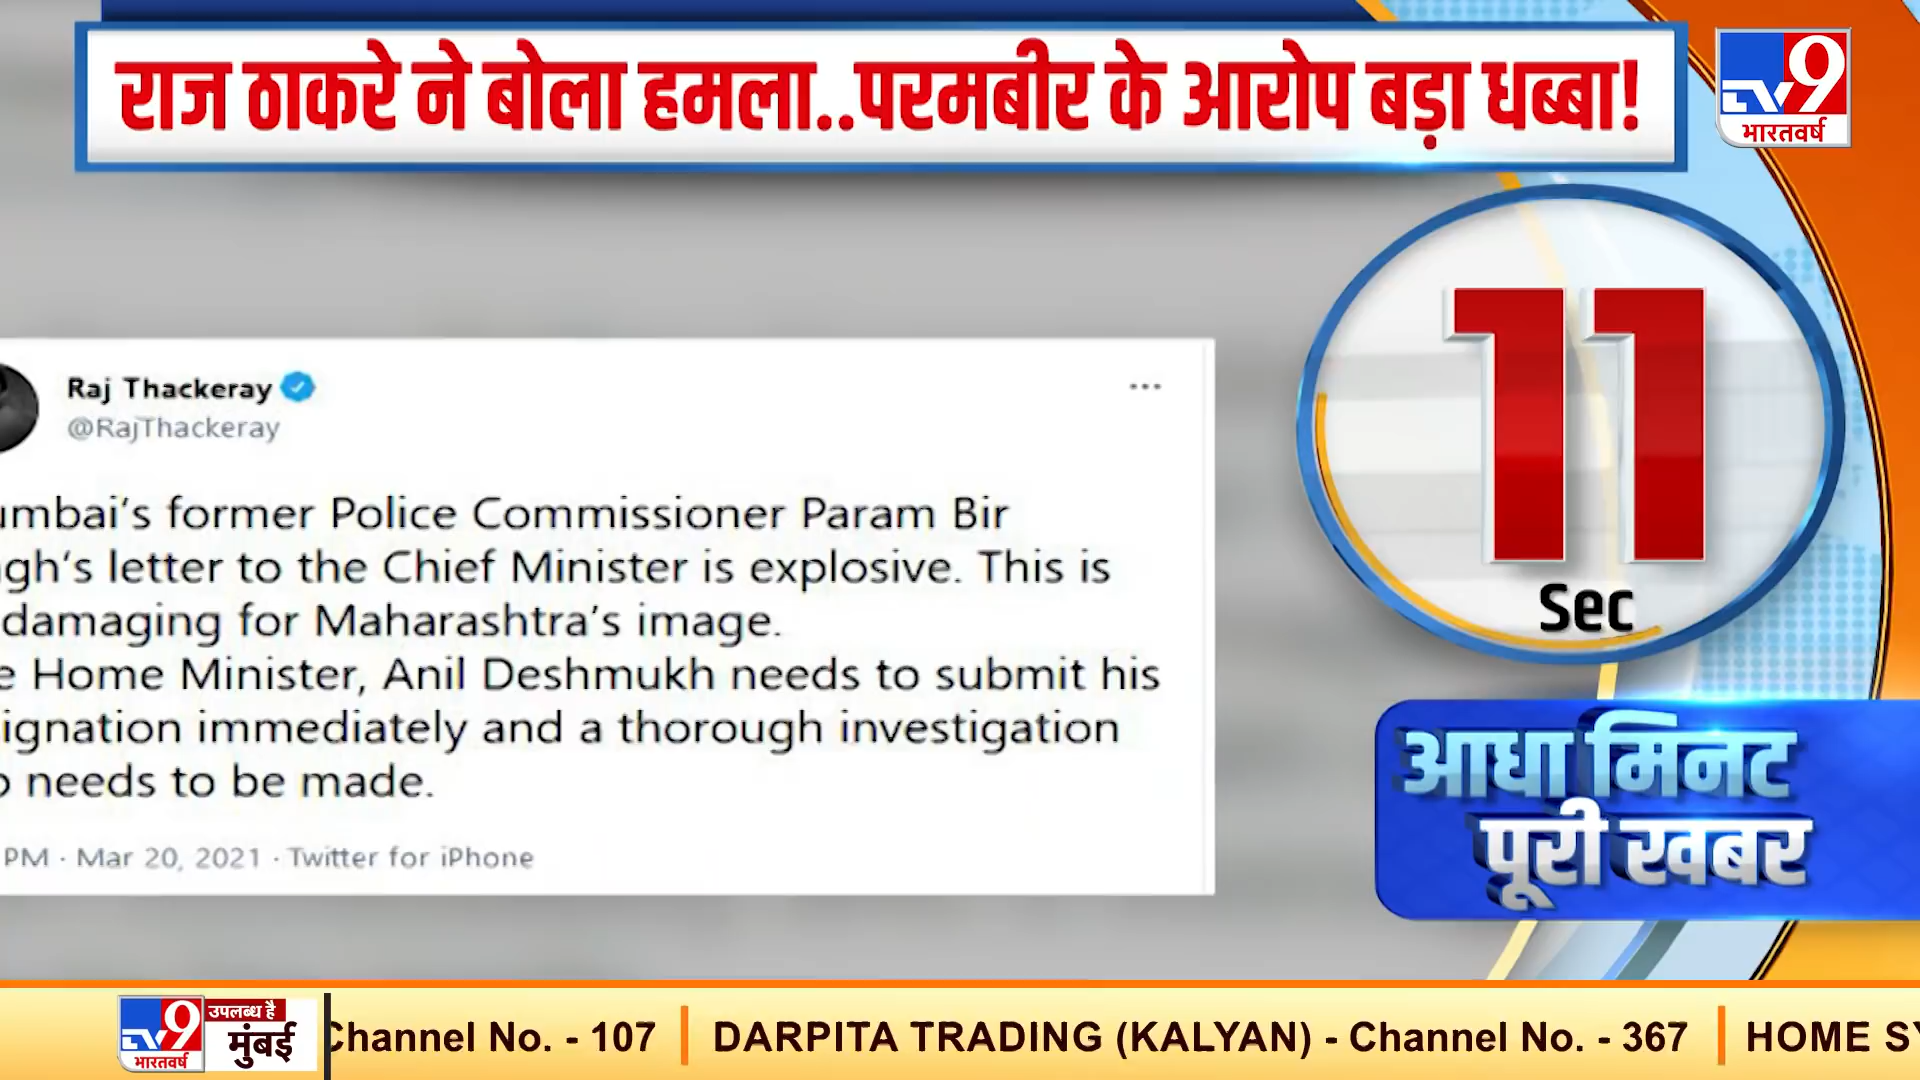 राज ठाकरे ने बोला हमला..परमबीर के आरोप बड़ा धब्बा!
TV9
भारतवर्ष
Raj Thackeray
@RajThackeray
former Police Commissioner Param Bir
letter to the Chief Minister is explosive. This is
damaging for Maharashtra's image.
Home Minister, Anil Deshmukh needs to submit his
immediately and a thorough investigation
needs to be made.
PM · Mar 20, 2021 · Twitter for iPhone
11
Sec
आधा मिनट
पूरी खबर
TV9
भारतवर्ष
उपलब्ध है
मुंबई
Channel No. - 107 | DARPITA TRADING (KALYAN) - Channel No. - 367 | HOME